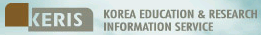 KERIS
KOREA EDUCATION & RESEARCH
INFORMATION SERVICE